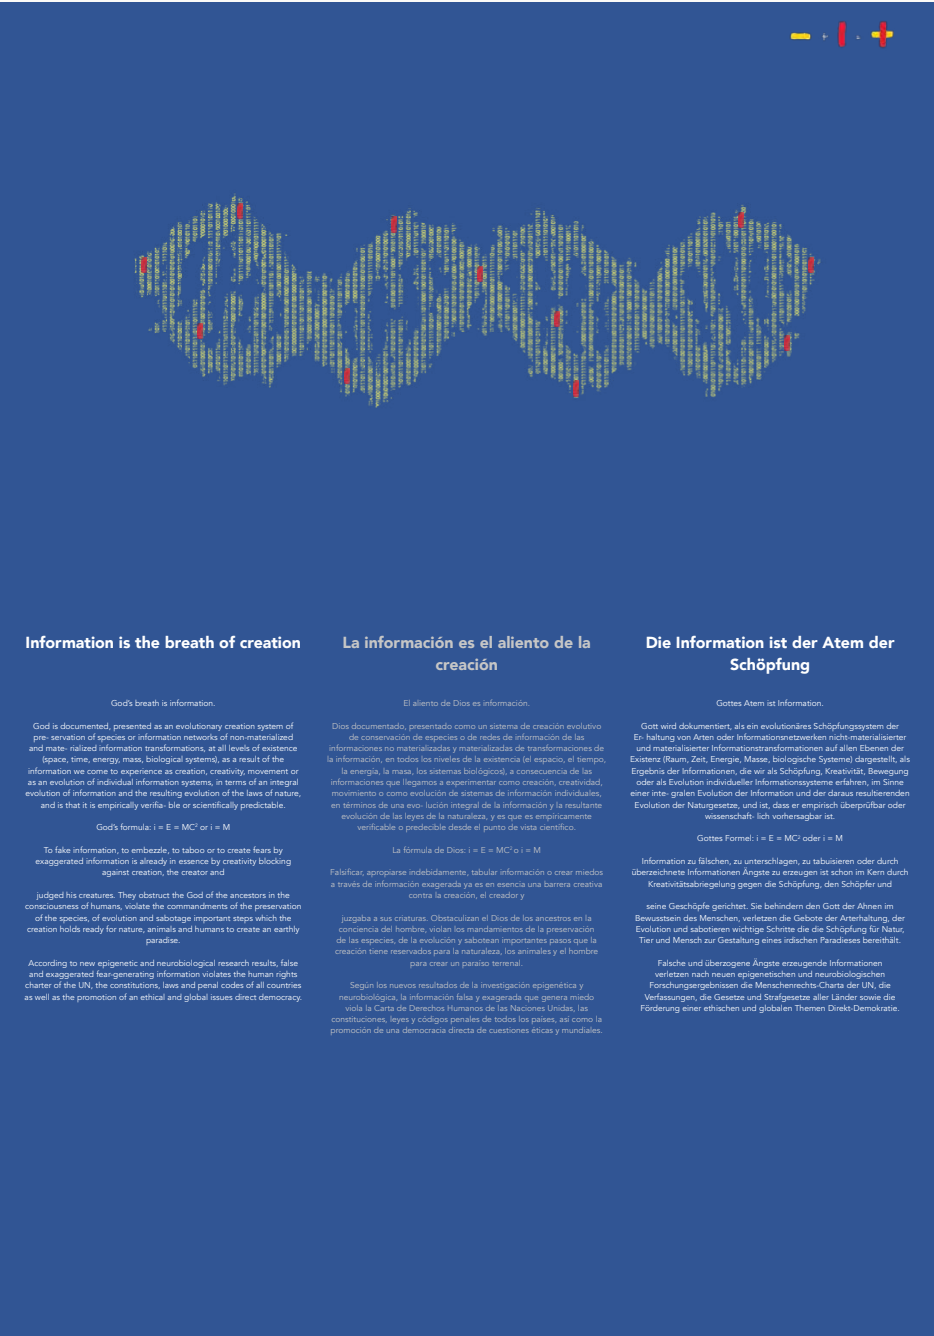 Information is the breath of creation
God's breath is information.
God is documented, presented as an evolutionary creation system of
pre- servation of species or information networks of non-materialized
and mate- rialized information transformations, at all levels of existence
(space, time, energy, mass, biological systems), as a result of the
information we come to experience as creation, creativity, movement or
as an evolution of individual information systems, in terms of an integral
evolution of information and the resulting evolution of the laws of nature,
and is that it is empirically verifia- ble or scientifically predictable.
God's formula: i = E = MC² or i = M
To fake information, to embezzle, to taboo or to create fears by
exaggerated information is already in essence by creativity blocking
against creation, the creator and
judged his creatures. They obstruct the God of the ancestors in the
consciousness of humans, violate the commandments of the preservation
of the species, of evolution and sabotage important steps which the
creation holds ready for nature, animals and humans to create an earthly
paradise.
According to new epigenetic and neurobiological research results, false
and exaggerated fear-generating information violates the human rights
charter of the UN, the constitutions, laws and penal codes of all countries
as well as the promotion of an ethical and global issues direct democracy.
La información es el aliento de la
creación
El aliento de Dios es información.
Dios documentado, presentado como un sistema de creación evolutivo
de conservación de especies o de redes de información de las
informaciones no materializadas y materializadas de transformaciones de
la información, en todos los niveles de la existencia (el espacio, el tiempo,
la energía, la masa, los sistemas biológicos), a consecuencia de las
informaciones que llegamos a experimentar como creación, creatividad,
movimiento o como evolución de sistemas de información individuales,
en términos de una evo- lución integral de la información y la resultante
evolución de las leyes de la naturaleza, y es que es empíricamente
verificable o predecible desde el punto de vista científico.
La fórmula de Dios: i = E = MC² o i = M
Falsificar, apropiarse indebidamente, tabular información o crear miedos
a través de información exagerada ya es en esencia una barrera creativa
contra la creación, el creador y
juzgaba a sus criaturas. Obstaculizan el Dios de los ancestros en la
conciencia del hombre, violan los mandamientos de la preservación
de las especies, de la evolución y sabotean importantes pasos que la
creación tiene reservados para la naturaleza, los animales y el hombre
para crear un paraíso terrenal.
Según los nuevos resultados de la investigación epigenética y
neurobiológica, la información falsa y exagerada que genera miedo
viola la Carta de Derechos Humanos de las Naciones Unidas, las
constituciones, leyes y códigos penales de todos los países, así como la
promoción de una democracia directa de cuestiones éticas y mundiales.
Die Information ist der Atem der
Schöpfung
Gottes Atem ist Information.
Gott wird dokumentiert, als ein evolutionäres Schöpfungssystem der
Er- haltung von Arten oder Informationsnetzwerken nicht-materialisierter
und materialisierter Informationstransformationen auf allen Ebenen der
Existenz (Raum, Zeit, Energie, Masse, biologische Systeme) dargestellt, als
Ergebnis der Informationen, die wir als Schöpfung, Kreativität, Bewegung
oder als Evolution individueller Informationssysteme erfahren, im Sinne
einer inte- gralen Evolution der Information und der daraus resultierenden
Evolution der Naturgesetze, und ist, dass er empirisch überprüfbar oder
wissenschaft- lich vorhersagbar ist.
Gottes Formel: i = E = MC² oder i = M
Information zu fälschen, zu unterschlagen, zu tabuisieren oder durch
überzeichnete Informationen Ängste zu erzeugen ist schon im Kern durch
Kreativitätsabriegelung gegen die Schöpfung, den Schöpfer und
seine Geschöpfe gerichtet. Sie behindern den Gott der Ahnen im
Bewusstsein des Menschen, verletzen die Gebote der Arterhaltung, der
Evolution und sabotieren wichtige Schritte die die Schöpfung für Natur,
Tier und Mensch zur Gestaltung eines irdischen Paradieses bereithält.
Falsche und überzogene Ängste erzeugende Informationen
verletzen nach neuen epigenetischen und neurobiologischen
Forschungsergebnissen die Menschenrechts-Charta der UN, die
Verfassungen, die Gesetze und Strafgesetze aller Länder sowie die
Förderung einer ethischen und globalen Themen Direkt-Demokratie.